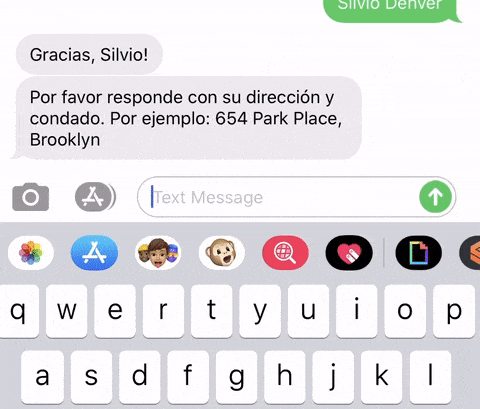 Silvio Denver
Gracias, Silvio!
Por favor responde con su dirección y
condado. Por ejemplo: 654 Park Place,
Brooklyn
Text Message
q w e r t y u i o p
a s d f g h j k l